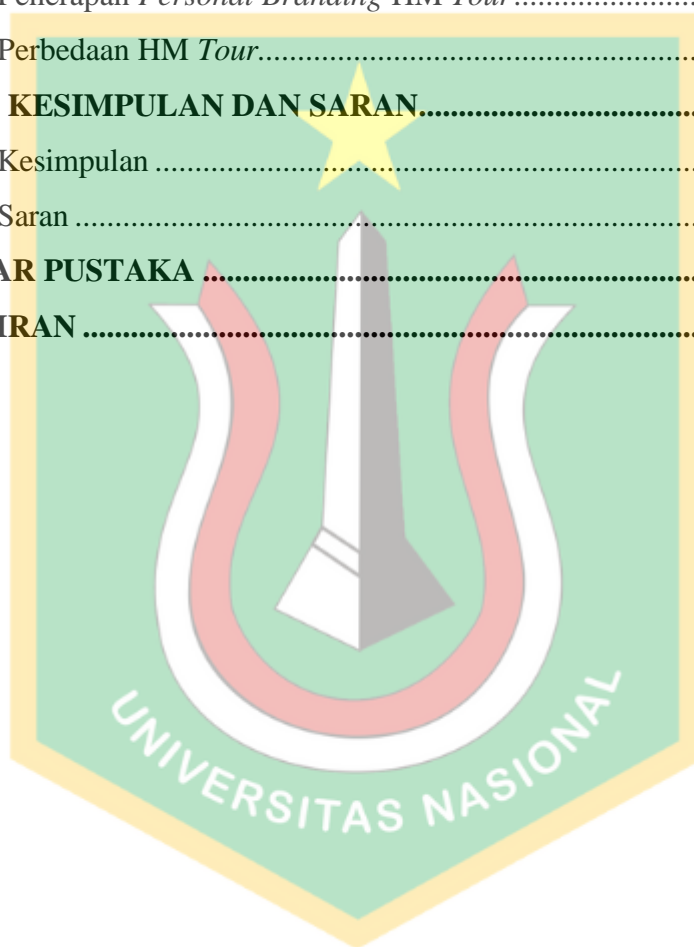 Penerapan Personal Branding HM Tour........................
Perbedaan HM Tour.......................................................
KESIMPULAN DAN SARAN.......................................
Kesimpulan .....................................................................
Saran ..............................................................................
AR PUSTAKA ...............................................................
IRAN ..............................................................................
UNIVERSITAS NASIONAL